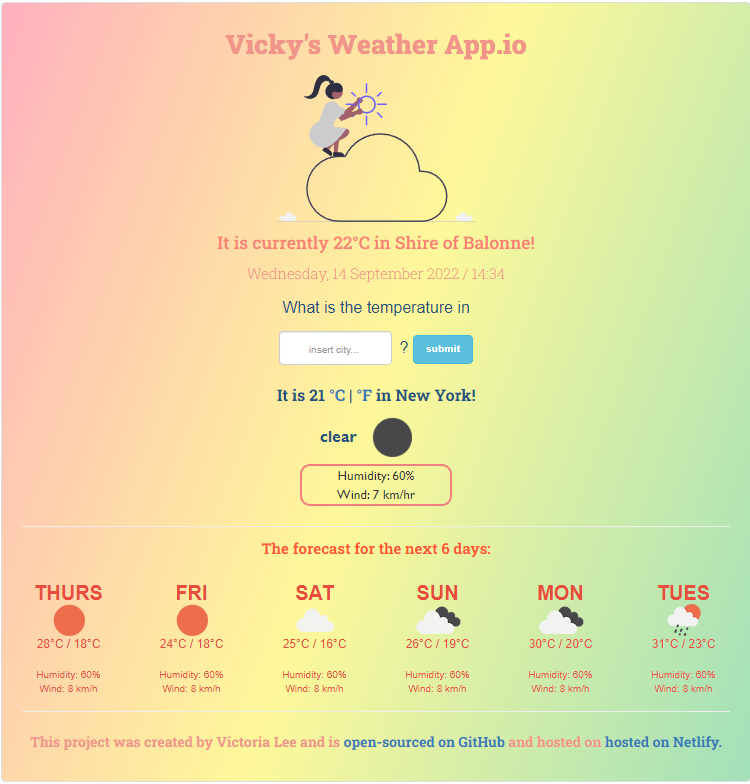 Vicky's Weather App.io
It is currently 22°C in Shire of Balonne!
Wednesday, 14 September 2022 / 14:34
What is the temperature in
insert city... ? submit
It is 21 °C | °F in New York!
clear
Humidity: 60%
Wind: 7 km/hr
The forecast for the next 6 days:
THURS FRI SAT SUN MON TUES
28°C / 18°C 24°C / 18°C 25°C / 16°C 26°C / 19°C 30°C / 20°C 31°C / 23°C
Humidity: 60% Humidity: 60% Humidity: 60% Humidity: 60% Humidity: 60% Humidity: 60%
Wind: 8 km/h Wind: 8 km/h Wind: 8 km/h Wind: 8 km/h Wind: 8 km/h Wind: 8 km/h
This project was created by Victoria Lee and is open-sourced on GitHub and hosted on hosted on Netlify.